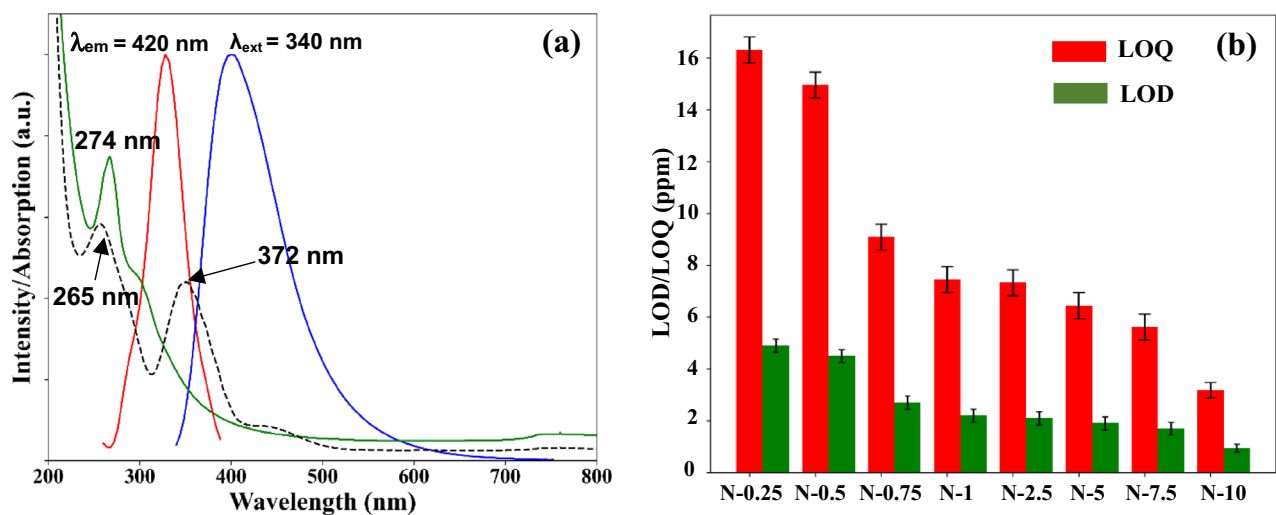 (a)
λem = 420 nm
λext = 340 nm
274 nm
372 nm
265 nm
Intensity/Absorption (a.u.)
200 300 400 500 600 700 800
Wavelength (nm)
(b)
LOQ
LOD
LOD/LOQ (ppm)
16
14
12
10
8
6
4
2
0
N-0.25 N-0.5 N-0.75 N-1 N-2.5 N-5 N-7.5 N-10